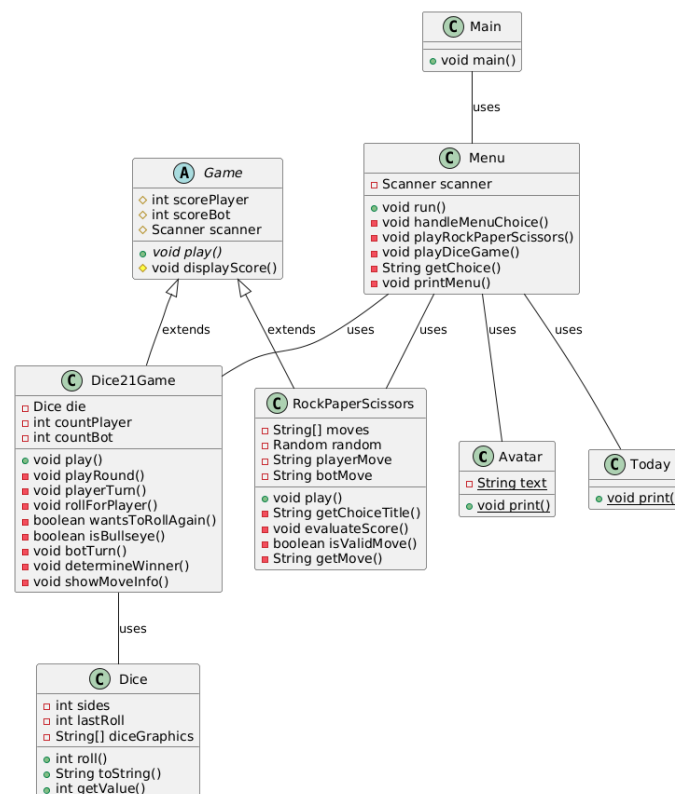 C Main
void main()
uses
C Menu
Scanner scanner
void run()
void handleMenuChoice()
void playRockPaperScissors()
void playDiceGame()
String getChoice()
void printMenu()
A Game
int scorePlayer
int scoreBot
Scanner scanner
void play()
void displayScore()
extends
extends
uses
uses
uses
uses
C Dice21Game
Dice die
int countPlayer
int countBot
void play()
void playRound()
void playerTurn()
void rollForPlayer()
boolean wantsToRollAgain()
boolean isBullseye()
void botTurn()
void determineWinner()
void showMoveInfo()
C RockPaperScissors
String[] moves
Random random
String playerMove
String botMove
void play()
String getChoiceTitle()
void evaluateScore()
boolean isValidMove()
String getMove()
C Avatar
String text
void print()
C Today
void print(
uses
C Dice
int sides
int lastRoll
String[] diceGraphics
int roll()
String toString()
int getValue()